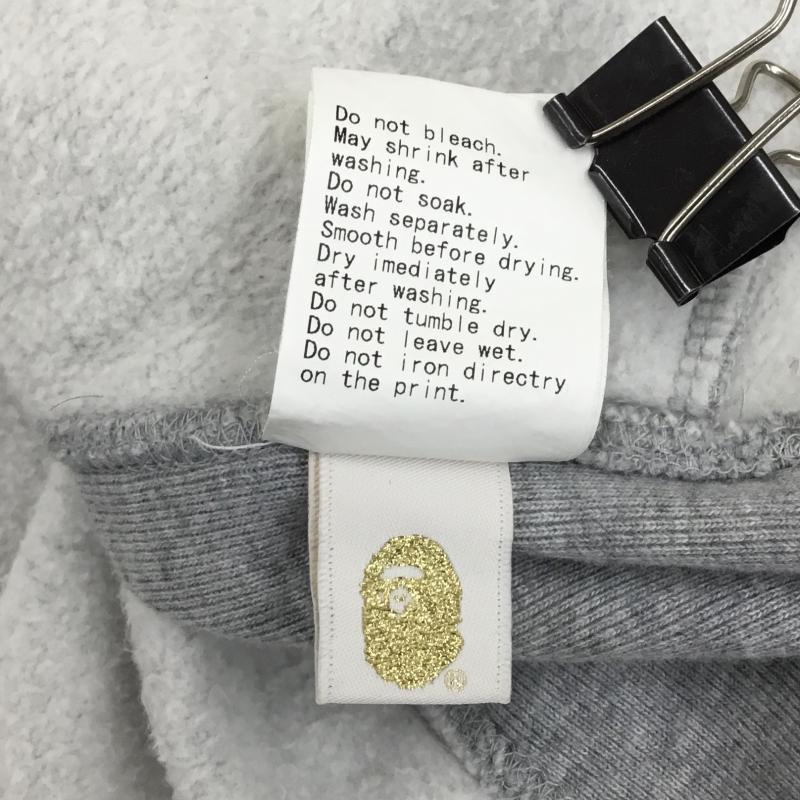 Do not bleach.
May shrink after
washing.
Do not soak.
Wash separately.
Smooth before drying.
Dry imediately
after washing.
Do not tumble dry.
Do not leave wet.
Do not iron directry
on the print.
®